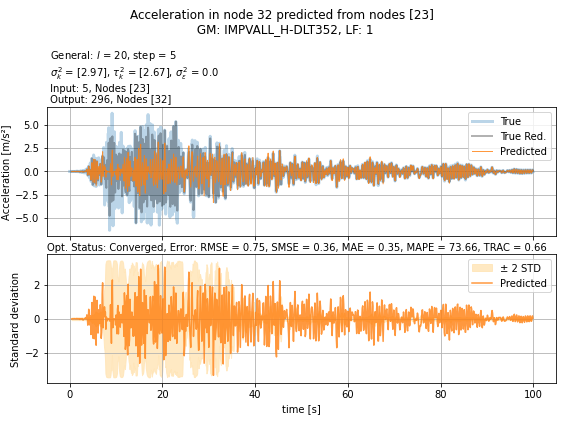 Acceleration in node 32 predicted from nodes [23]
GM: IMPVALL_H-DLT352, LF: 1
General: l = 20, step = 5
σ²ₖ = [2.97], τ²ₖ = [2.67], σ²ε = 0.0
Input: 5, Nodes [23]
Output: 296, Nodes [32]
Acceleration [m/s²]
5.0
2.5
0.0
−2.5
−5.0
True
True Red.
Predicted
Opt. Status: Converged, Error: RMSE = 0.75, SMSE = 0.36, MAE = 0.35, MAPE = 73.66, TRAC = 0.66
Standard deviation
2
0
−2
± 2 STD
Predicted
0
20
40
60
80
100
time [s]